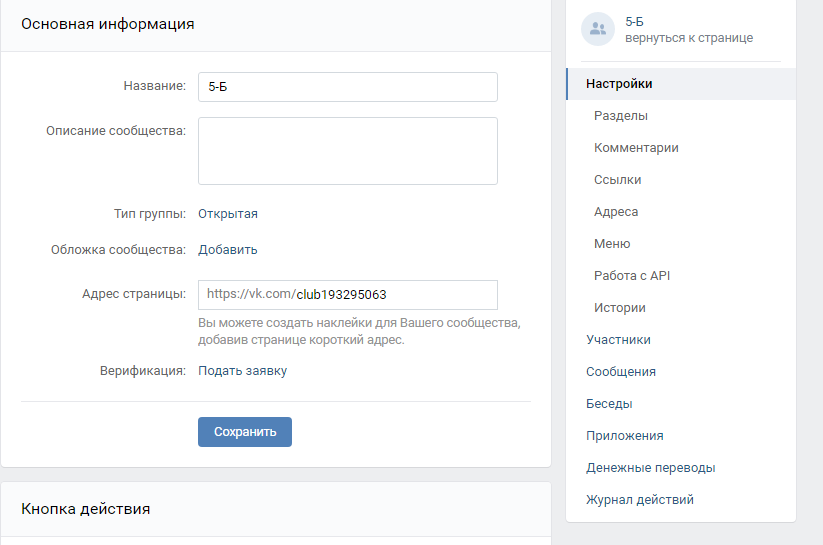 Основная информация
Название: 5-Б
Описание сообщества:
Тип группы: Открытая
Обложка сообщества: Добавить
Адрес страницы: https://vk.com/club193295063
Вы можете создать наклейки для Вашего сообщества,
добавив странице короткий адрес.
Верификация: Подать заявку
Сохранить
Кнопка действия
5-Б
вернуться к странице
Настройки
Разделы
Комментарии
Ссылки
Адреса
Меню
Работа с API
Истории
Участники
Сообщения
Беседы
Приложения
Денежные переводы
Журнал действий